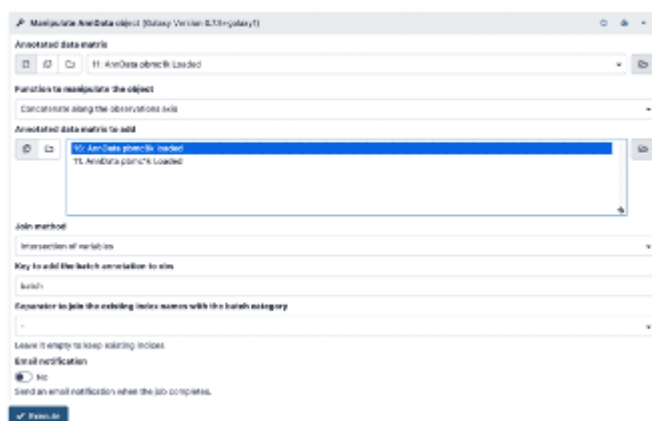 Manipulate AnnData object (Galaxy Version 0.7.5+galaxy1)
Annotated data matrix
11: AnnData pbmc1k Loaded
Function to manipulate the object
Concatenate along the observations axis
Annotated data matrix to add
AnnData pbmc5k loaded
11: AnnData pbmc1k Loaded
Join method
Intersection of variables
Key to add the batch annotation to obs
batch
Separator to join the existing index names with the batch category
-
Leave it empty to keep existing indices
Email notification
No
Send an email notification when the job completes.
Execute